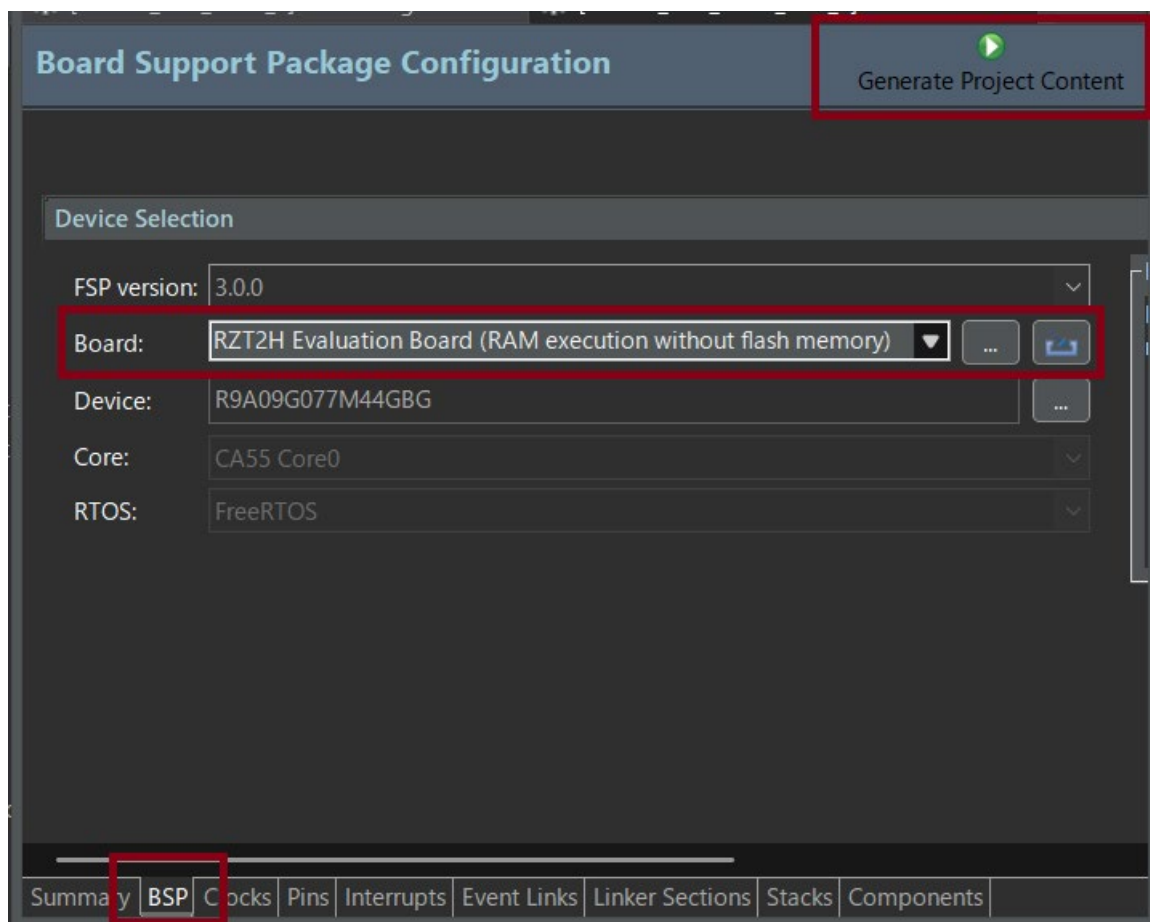 Board Support Package Configuration
Generate Project Content
Device Selection
FSP version: 3.0.0
Board: RZT2H Evaluation Board (RAM execution without flash memory) ...
Device: R9A09G077M44GBG ...
Core: CA55 Core0
RTOS: FreeRTOS
Summary BSP Clocks Pins Interrupts Event Links Linker Sections Stacks Components